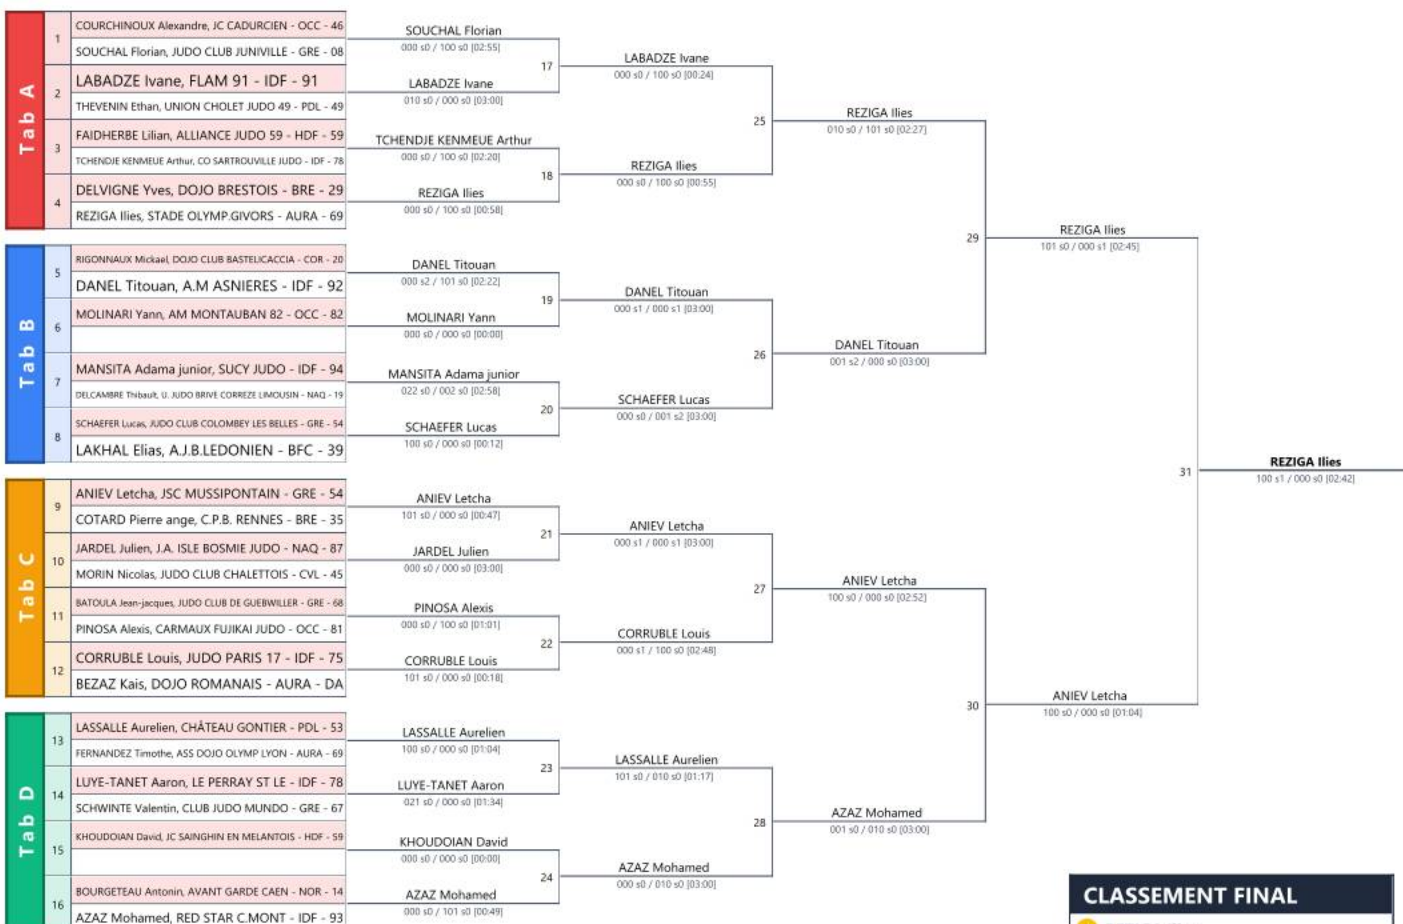 Tab A
1
COURCHINOUX Alexandre, JC CADURCIEN - OCC - 46
SOUCHAL Florian, JUDO CLUB JUNIVILLE - GRE - 08
2
LABADZE Ivane, FLAM 91 - IDF - 91
THEVENIN Ethan, UNION CHOLET JUDO 49 - PDL - 49
3
FAIDHERBE Lilian, ALLIANCE JUDO 59 - HDF - 59
TCHENDJE KENMEUE Arthur, CO SARTROUVILLE JUDO - IDF - 78
4
DELVIGNE Yves, DOJO BRESTOIS - BRE - 29
REZIGA Ilies, STADE OLYMP.GIVORS - AURA - 69
Tab B
5
RIGONNAUX Mickael, DOJO CLUB BASTELICACCIA - COR - 20
DANEL Titouan, A.M ASNIERES - IDF - 92
6
MOLINARI Yann, AM MONTAUBAN 82 - OCC - 82
7
MANSITA Adama junior, SUCY JUDO - IDF - 94
DELCAMBRE Thibault, U. JUDO BRIVE CORREZE LIMOUSIN - NAQ - 19
8
SCHAEFER Lucas, JUDO CLUB COLOMBEY LES BELLES - GRE - 54
LAKHAL Elias, A.J.B.LEDONIEN - BFC - 39
Tab C
9
ANIEV Letcha, JSC MUSSIPONTAIN - GRE - 54
COTARD Pierre ange, C.P.B. RENNES - BRE - 35
10
JARDEL Julien, J.A. ISLE BOSMIE JUDO - NAQ - 87
MORIN Nicolas, JUDO CLUB CHALETTOIS - CVL - 45
11
BATOULA Jean-jacques, JUDO CLUB DE GUEBWILLER - GRE - 68
PINOSA Alexis, CARMAUX FUJIKAI JUDO - OCC - 81
12
CORRUBLE Louis, JUDO PARIS 17 - IDF - 75
BEZAZ Kais, DOJO ROMANAIS - AURA - DA
Tab D
13
LASSALLE Aurelien, CHÂTEAU GONTIER - PDL - 53
FERNANDEZ Timothe, ASS DOJO OLYMP LYON - AURA - 69
14
LUYE-TANET Aaron, LE PERRAY ST LE - IDF - 78
SCHWINTE Valentin, CLUB JUDO MUNDO - GRE - 67
15
KHOUDOIAN David, JC SAINGHIN EN MELANTOIS - HDF - 59
16
BOURGETEAU Antonin, AVANT GARDE CAEN - NOR - 14
AZAZ Mohamed, RED STAR C.MONT - IDF - 93
SOUCHAL Florian
000 s0 / 100 s0 [02:55]
17
LABADZE Ivane
010 s0 / 000 s0 [03:00]
TCHENDJE KENMEUE Arthur
000 s0 / 100 s0 [02:20]
18
REZIGA Ilies
000 s0 / 100 s0 [00:58]
DANEL Titouan
000 s2 / 101 s0 [02:22]
19
MOLINARI Yann
000 s0 / 000 s0 [00:00]
MANSITA Adama junior
022 s0 / 002 s0 [02:58]
20
SCHAEFER Lucas
100 s0 / 000 s0 [00:12]
ANIEV Letcha
101 s0 / 000 s0 [00:47]
21
JARDEL Julien
000 s0 / 000 s0 [03:00]
PINOSA Alexis
000 s0 / 100 s0 [01:01]
22
CORRUBLE Louis
101 s0 / 000 s0 [00:18]
LASSALLE Aurelien
100 s0 / 000 s0 [01:04]
23
LUYE-TANET Aaron
021 s0 / 000 s0 [01:34]
KHOUDOIAN David
000 s0 / 000 s0 [00:00]
24
AZAZ Mohamed
000 s0 / 101 s0 [00:49]
LABADZE Ivane
000 s0 / 100 s0 [00:24]
25
REZIGA Ilies
000 s0 / 100 s0 [00:55]
DANEL Titouan
000 s1 / 000 s1 [03:00]
26
SCHAEFER Lucas
000 s0 / 001 s2 [03:00]
ANIEV Letcha
000 s1 / 000 s1 [03:00]
27
CORRUBLE Louis
000 s1 / 100 s0 [02:48]
LASSALLE Aurelien
101 s0 / 010 s0 [01:17]
28
AZAZ Mohamed
000 s0 / 010 s0 [03:00]
REZIGA Ilies
010 s0 / 101 s0 [02:27]
29
DANEL Titouan
001 s2 / 000 s0 [03:00]
ANIEV Letcha
100 s0 / 000 s0 [02:52]
30
AZAZ Mohamed
001 s0 / 010 s0 [03:00]
REZIGA Ilies
101 s0 / 000 s1 [02:45]
31
ANIEV Letcha
100 s0 / 000 s0 [01:04]
REZIGA Ilies
100 s1 / 000 s0 [02:42]
CLASSEMENT FINAL